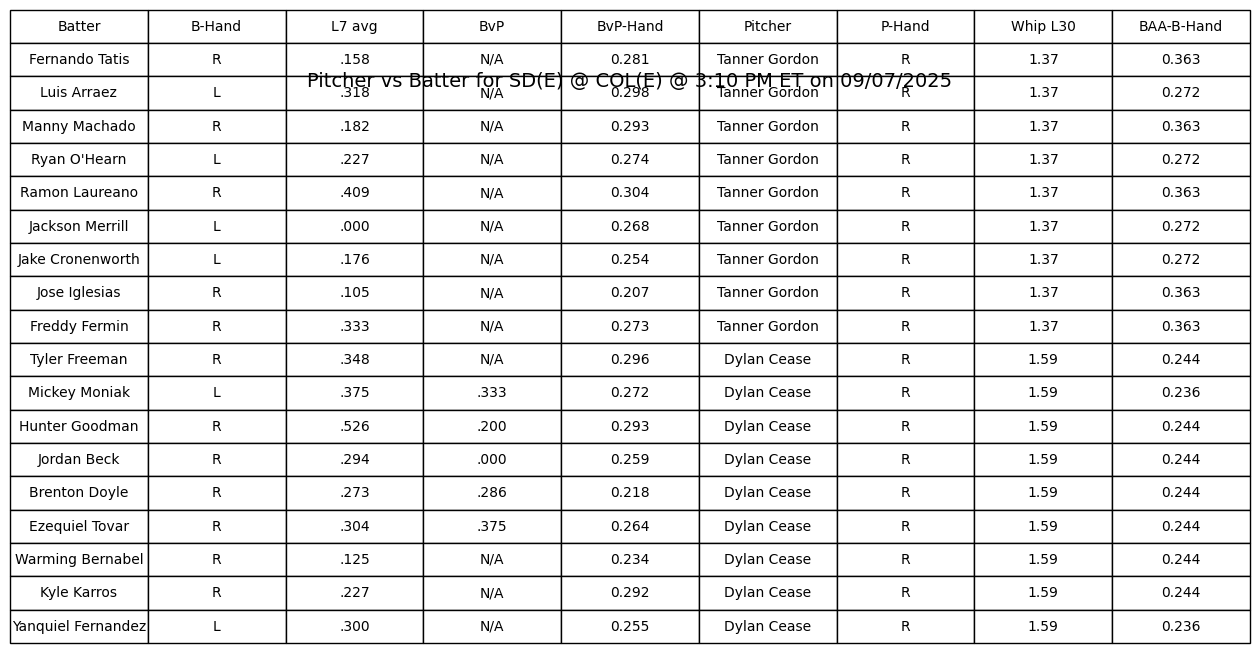 Batter B-Hand L7 avg BvP BvP-Hand Pitcher P-Hand Whip L30 BAA-B-Hand
Fernando Tatis R .158 N/A 0.281 Tanner Gordon R 1.37 0.363
Pitcher vs Batter for SD(E) @ COL(E) @ 3:10 PM ET on 09/07/2025
Luis Arraez L .318 N/A 0.298 Tanner Gordon R 1.37 0.272
Manny Machado R .182 N/A 0.293 Tanner Gordon R 1.37 0.363
Ryan O'Hearn L .227 N/A 0.274 Tanner Gordon R 1.37 0.272
Ramon Laureano R .409 N/A 0.304 Tanner Gordon R 1.37 0.363
Jackson Merrill L .000 N/A 0.268 Tanner Gordon R 1.37 0.272
Jake Cronenworth L .176 N/A 0.254 Tanner Gordon R 1.37 0.272
Jose Iglesias R .105 N/A 0.207 Tanner Gordon R 1.37 0.363
Freddy Fermin R .333 N/A 0.273 Tanner Gordon R 1.37 0.363
Tyler Freeman R .348 N/A 0.296 Dylan Cease R 1.59 0.244
Mickey Moniak L .375 .333 0.272 Dylan Cease R 1.59 0.236
Hunter Goodman R .526 .200 0.293 Dylan Cease R 1.59 0.244
Jordan Beck R .294 .000 0.259 Dylan Cease R 1.59 0.244
Brenton Doyle R .273 .286 0.218 Dylan Cease R 1.59 0.244
Ezequiel Tovar R .304 .375 0.264 Dylan Cease R 1.59 0.244
Warming Bernabel R .125 N/A 0.234 Dylan Cease R 1.59 0.244
Kyle Karros R .227 N/A 0.292 Dylan Cease R 1.59 0.244
Yanquiel Fernandez L .300 N/A 0.255 Dylan Cease R 1.59 0.236